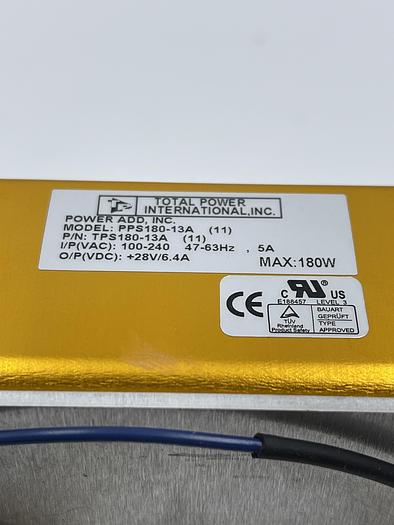 TOTAL POWER
INTERNATIONAL,INC.
POWER ADD, INC.
MODEL: PPS180-13A (11)
P/N: TPS180-13A (11)
I/P(VAC): 100-240 47-63Hz , 5A
O/P(VDC): +28V/6.4A MAX:180W
CE
C RU US
E188457 LEVEL 3
TÜV
Rheinland
Product Safety
BAUART
GEPRÜFT
TYPE
APPROVED